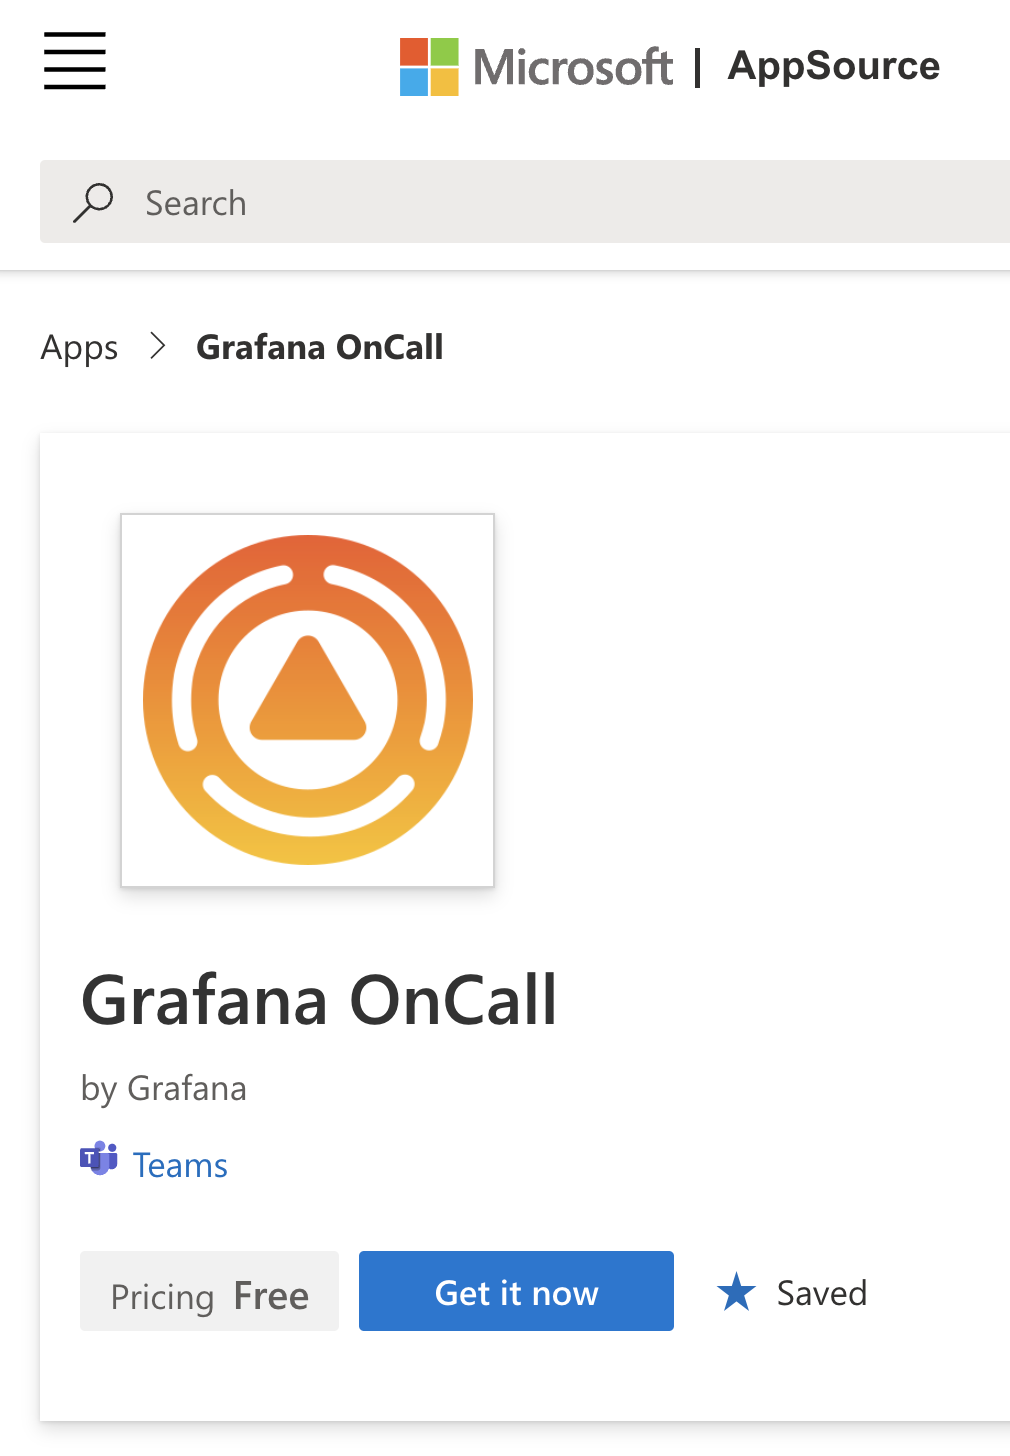 Microsoft | AppSource
Search
Apps > Grafana OnCall
Grafana OnCall
by Grafana
T Teams
Pricing Free Get it now Saved